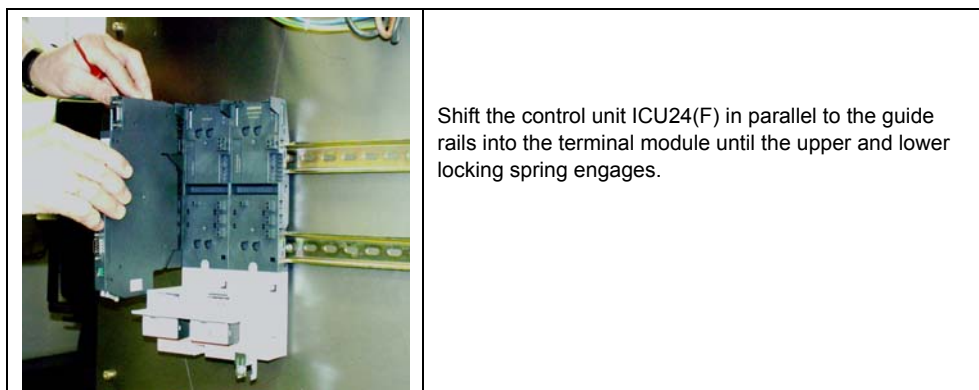 Shift the control unit ICU24(F) in parallel to the guide
rails into the terminal module until the upper and lower
locking spring engages.